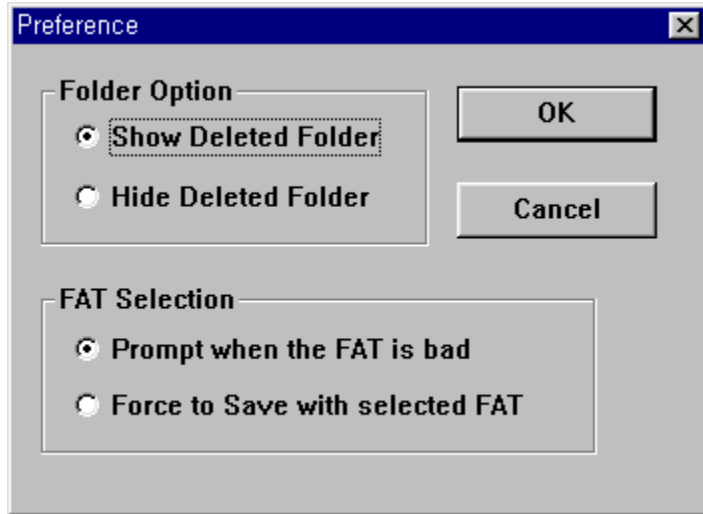 Preference
Folder Option
Show Deleted Folder
Hide Deleted Folder
OK
Cancel
FAT Selection
Prompt when the FAT is bad
Force to Save with selected FAT